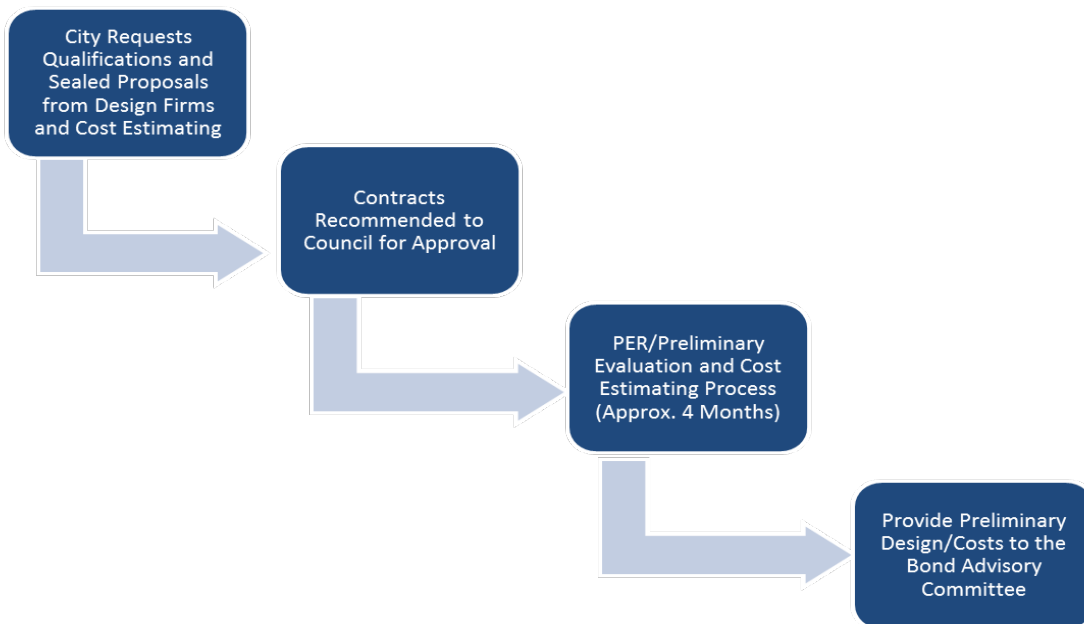 City Requests
Qualifications and
Sealed Proposals
from Design Firms
and Cost Estimating
Contracts
Recommended to
Council for Approval
PER/Preliminary
Evaluation and Cost
Estimating Process
(Approx. 4 Months)
Provide Preliminary
Design/Costs to the
Bond Advisory
Committee